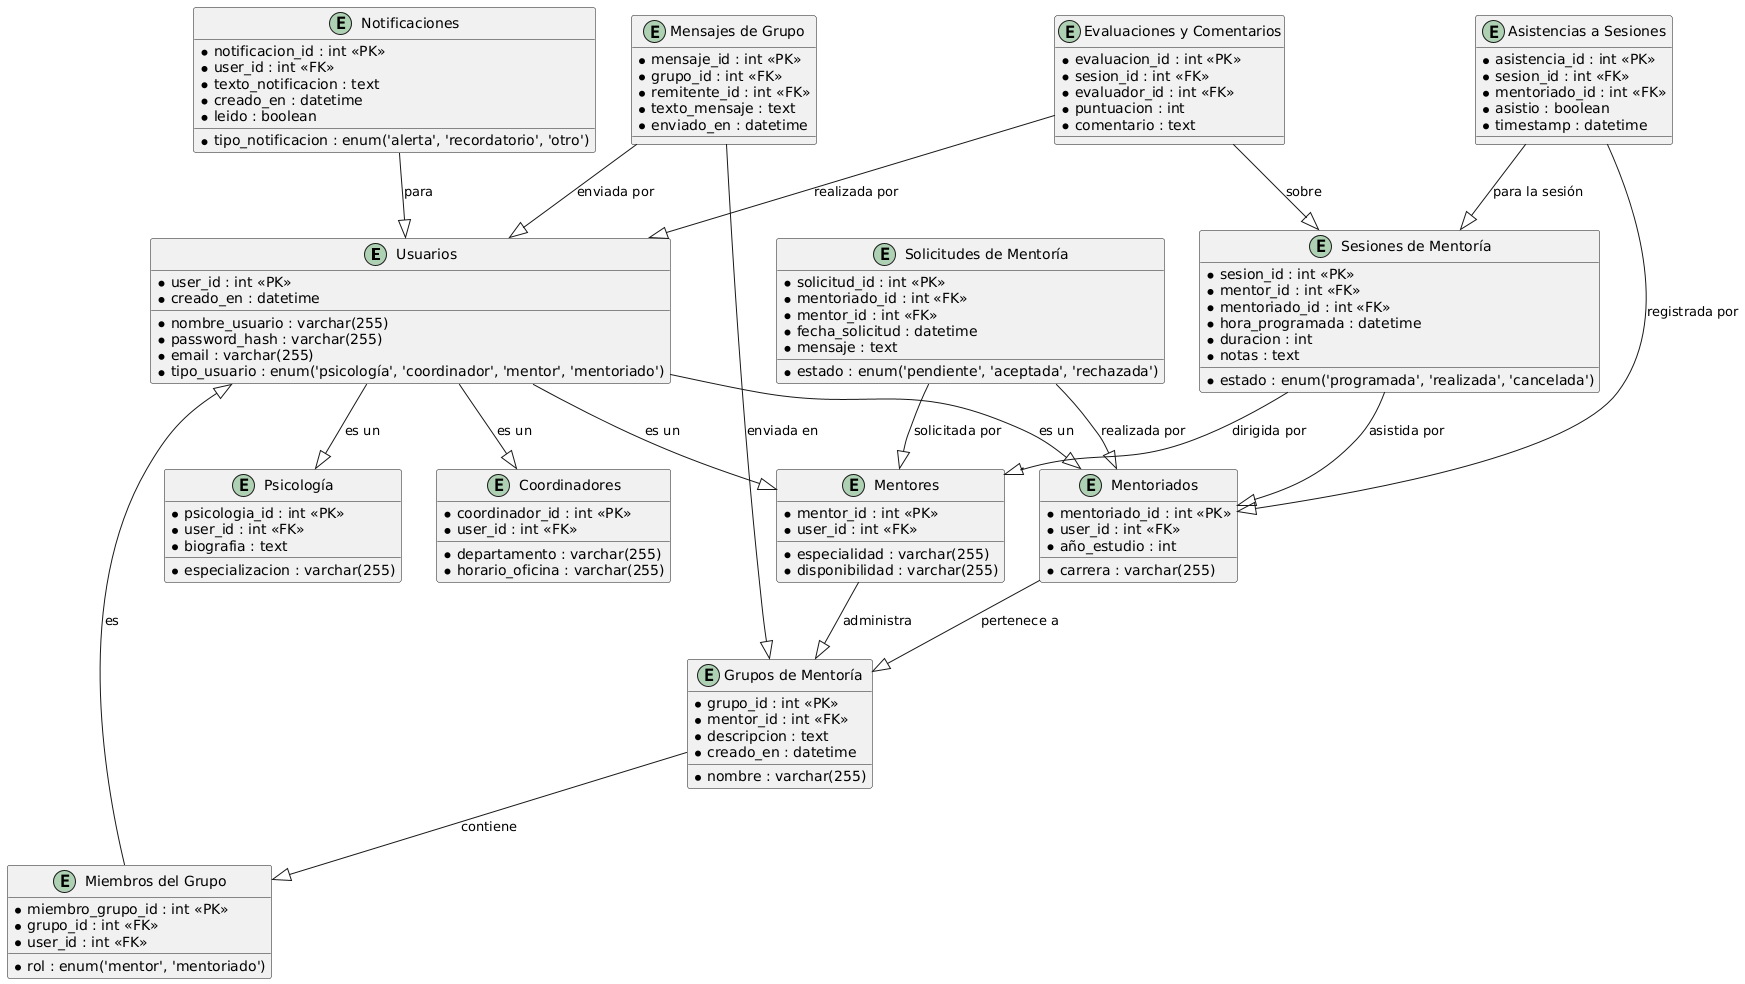 E Notificaciones
* notificacion_id : int «PK»
* user_id : int «FK»
* texto_notificacion : text
* creado_en : datetime
* leido : boolean
* tipo_notificacion : enum('alerta', 'recordatorio', 'otro')
E Mensajes de Grupo
* mensaje_id : int «PK»
* grupo_id : int «FK»
* remitente_id : int «FK»
* texto_mensaje : text
* enviado_en : datetime
E Evaluaciones y Comentarios
* evaluacion_id : int «PK»
* sesion_id : int «FK»
* evaluador_id : int «FK»
* puntuacion : int
* comentario : text
E Asistencias a Sesiones
* asistencia_id : int «PK»
* sesion_id : int «FK»
* mentoriado_id : int «FK»
* asistio : boolean
* timestamp : datetime
para
enviada por
realizada por
sobre
para la sesión
E Usuarios
* user_id : int «PK»
* creado_en : datetime
* nombre_usuario : varchar(255)
* password_hash : varchar(255)
* email : varchar(255)
* tipo_usuario : enum('psicología', 'coordinador', 'mentor', 'mentoriado')
E Solicitudes de Mentoría
* solicitud_id : int «PK»
* mentoriado_id : int «FK»
* mentor_id : int «FK»
* fecha_solicitud : datetime
* mensaje : text
* estado : enum('pendiente', 'aceptada', 'rechazada')
E Sesiones de Mentoría
* sesion_id : int «PK»
* mentor_id : int «FK»
* mentoriado_id : int «FK»
* hora_programada : datetime
* duracion : int
* notas : text
* estado : enum('programada', 'realizada', 'cancelada')
registrada por
es un
es un
es un
enviada en
solicitada por
es un
realizada por
dirigida por
asistida por
E Psicología
* psicologia_id : int «PK»
* user_id : int «FK»
* biografia : text
* especializacion : varchar(255)
E Coordinadores
* coordinador_id : int «PK»
* user_id : int «FK»
* departamento : varchar(255)
* horario_oficina : varchar(255)
E Mentores
* mentor_id : int «PK»
* user_id : int «FK»
* especialidad : varchar(255)
* disponibilidad : varchar(255)
E Mentoriados
* mentoriado_id : int «PK»
* user_id : int «FK»
* año_estudio : int
* carrera : varchar(255)
es
administra
pertenece a
E Grupos de Mentoría
* grupo_id : int «PK»
* mentor_id : int «FK»
* descripcion : text
* creado_en : datetime
* nombre : varchar(255)
contiene
E Miembros del Grupo
* miembro_grupo_id : int «PK»
* grupo_id : int «FK»
* user_id : int «FK»
* rol : enum('mentor', 'mentoriado')